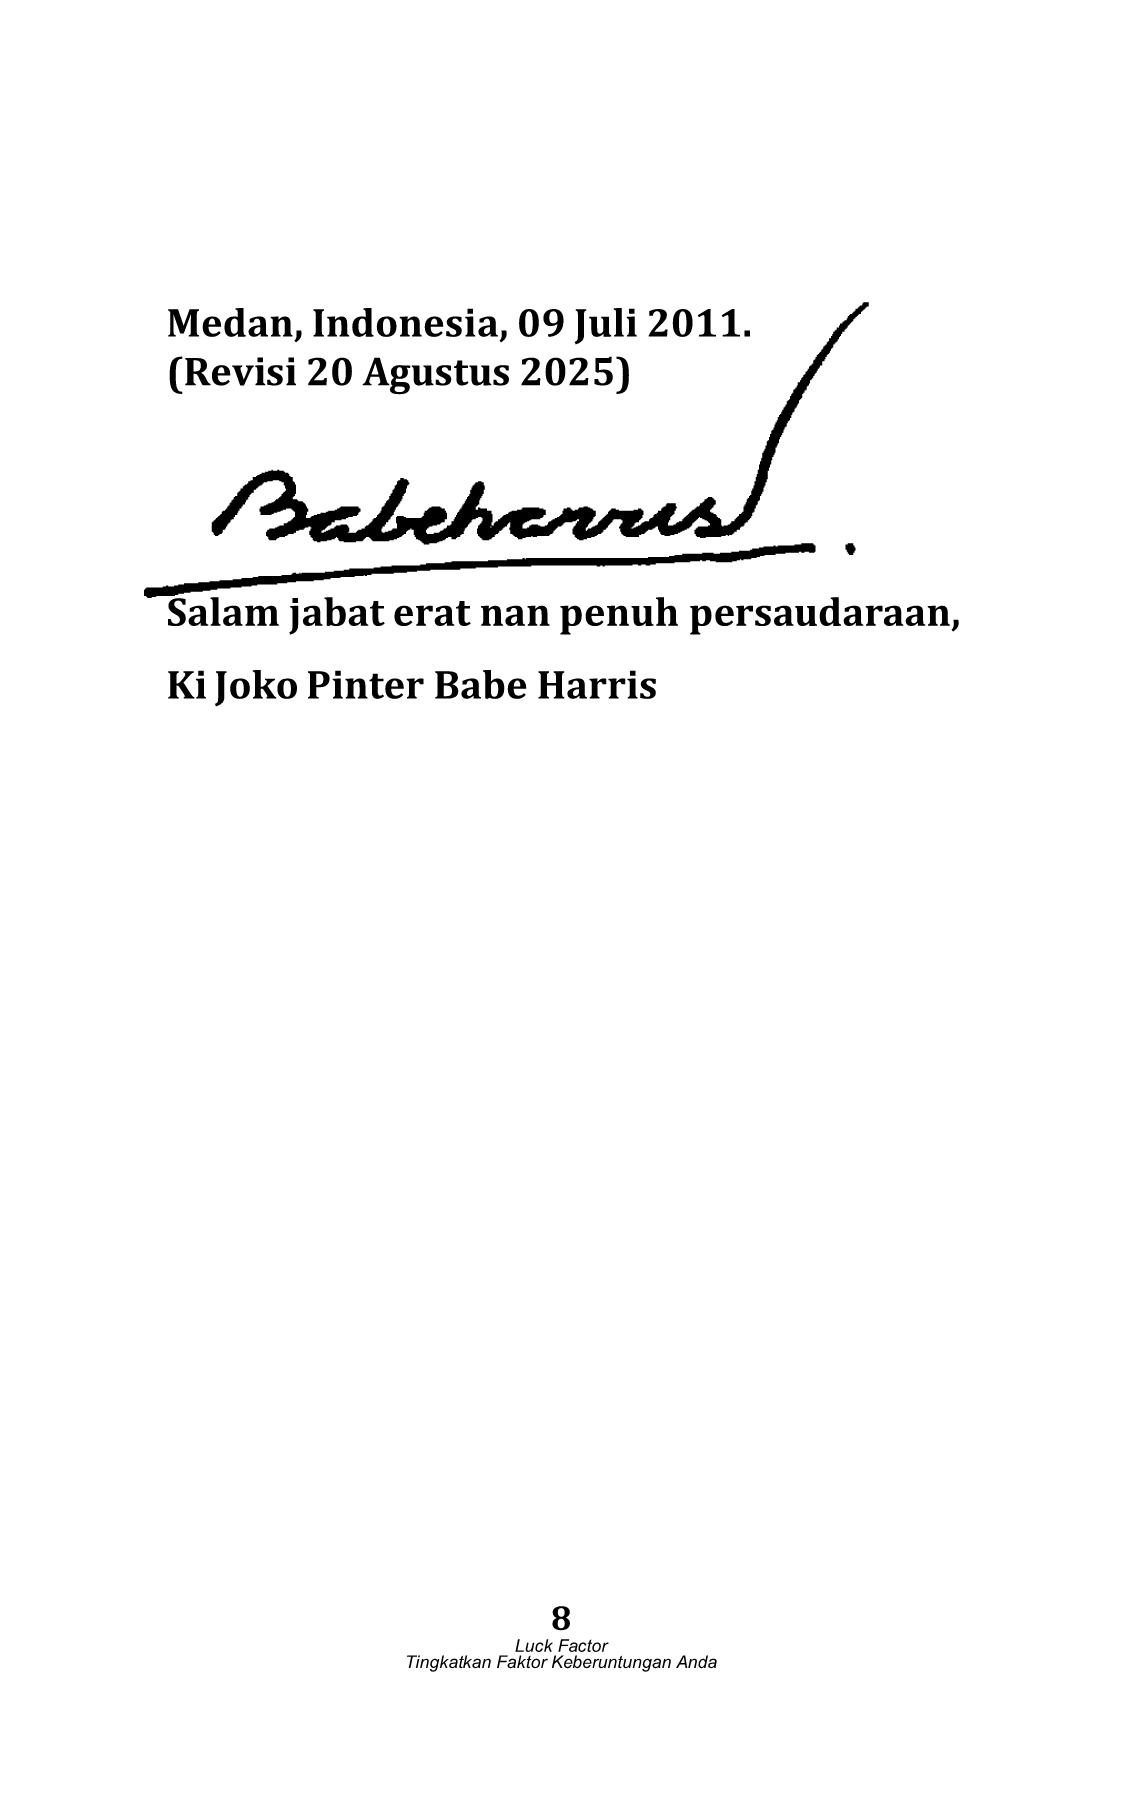 Medan, Indonesia, 09 Juli 2011.
(Revisi 20 Agustus 2025)
Babeharris
Salam jabat erat nan penuh persaudaraan,
Ki Joko Pinter Babe Harris
8
Luck Factor
Tingkatkan Faktor Keberuntungan Anda